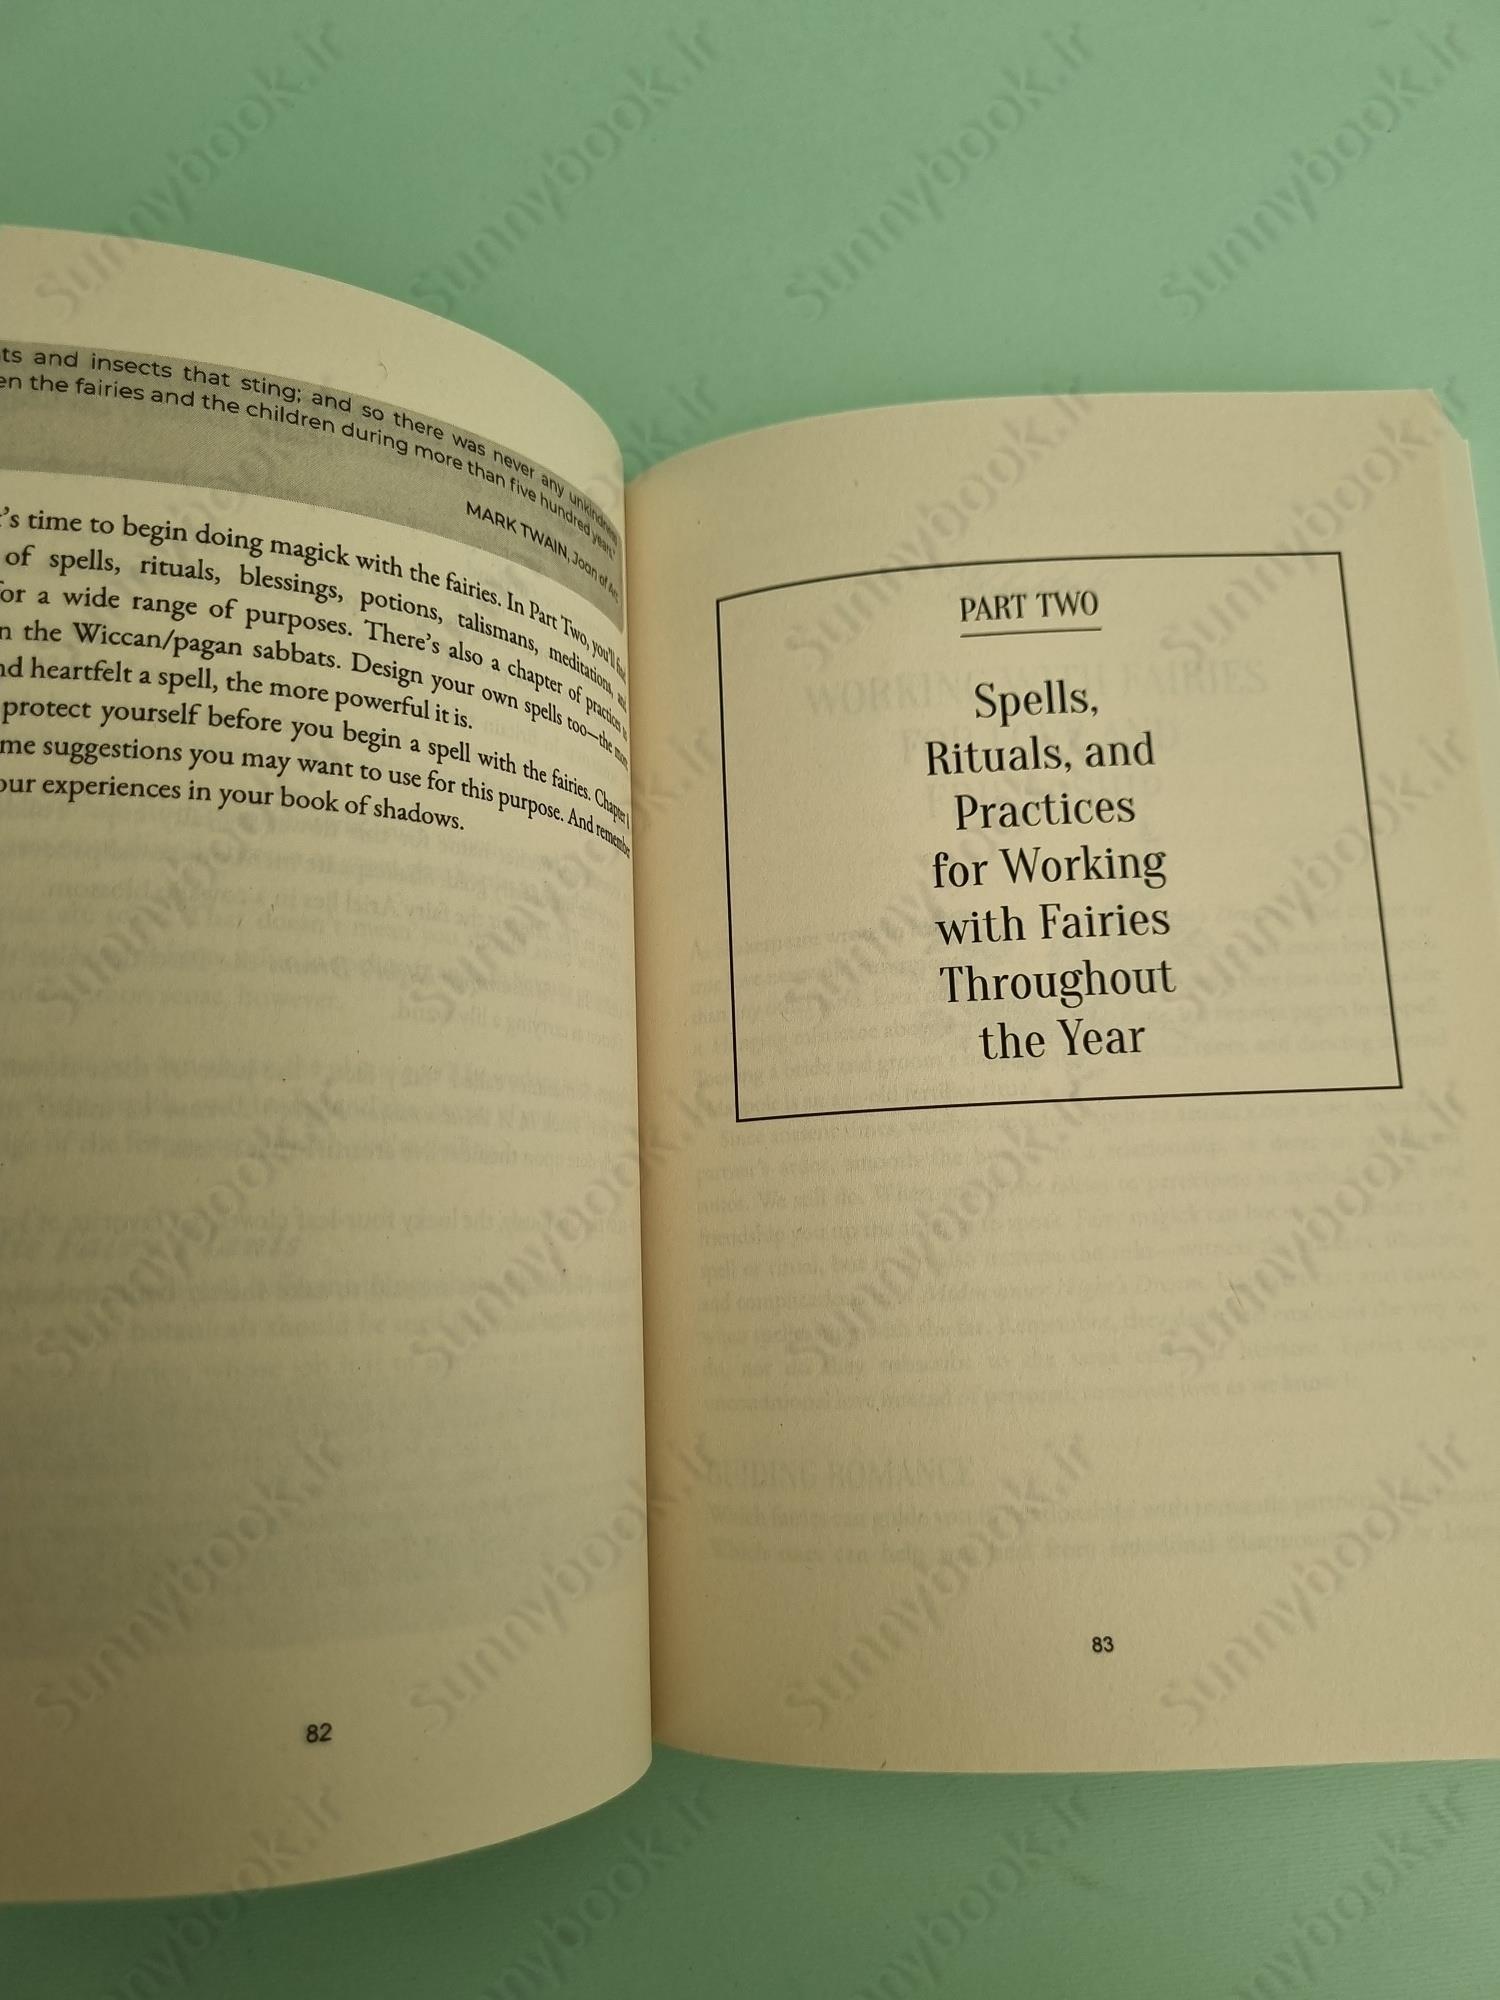 and insects that sting; and so there was never any unkindness
the fairies and the children during more than five hundred years."
MARK TWAIN, Joan of Arc
time to begin doing magick with the fairies. In Part Two, you'll find
of spells, rituals, blessings, potions, talismans, meditations, and
for a wide range of purposes. There's also a chapter of practices
the Wiccan/pagan sabbats. Design your own spells too—the more
heartfelt a spell, the more powerful it is.
protect yourself before you begin a spell with the fairies. Chapter 1
suggestions you may want to use for this purpose. And remember
our experiences in your book of shadows.
82
PART TWO
Spells,
Rituals, and
Practices
for Working
with Fairies
Throughout
the Year
83
Sunnybook.ir